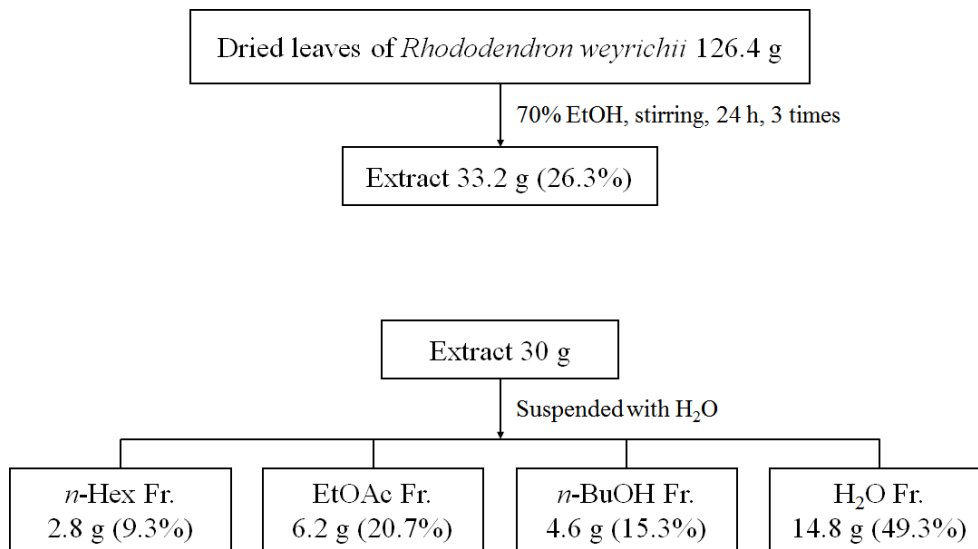 Dried leaves of Rhododendron weyrichii 126.4 g
70% EtOH, stirring, 24 h, 3 times
Extract 33.2 g (26.3%)
Extract 30 g
Suspended with H₂O
n-Hex Fr.
2.8 g (9.3%)
EtOAc Fr.
6.2 g (20.7%)
n-BuOH Fr.
4.6 g (15.3%)
H₂O Fr.
14.8 g (49.3%)